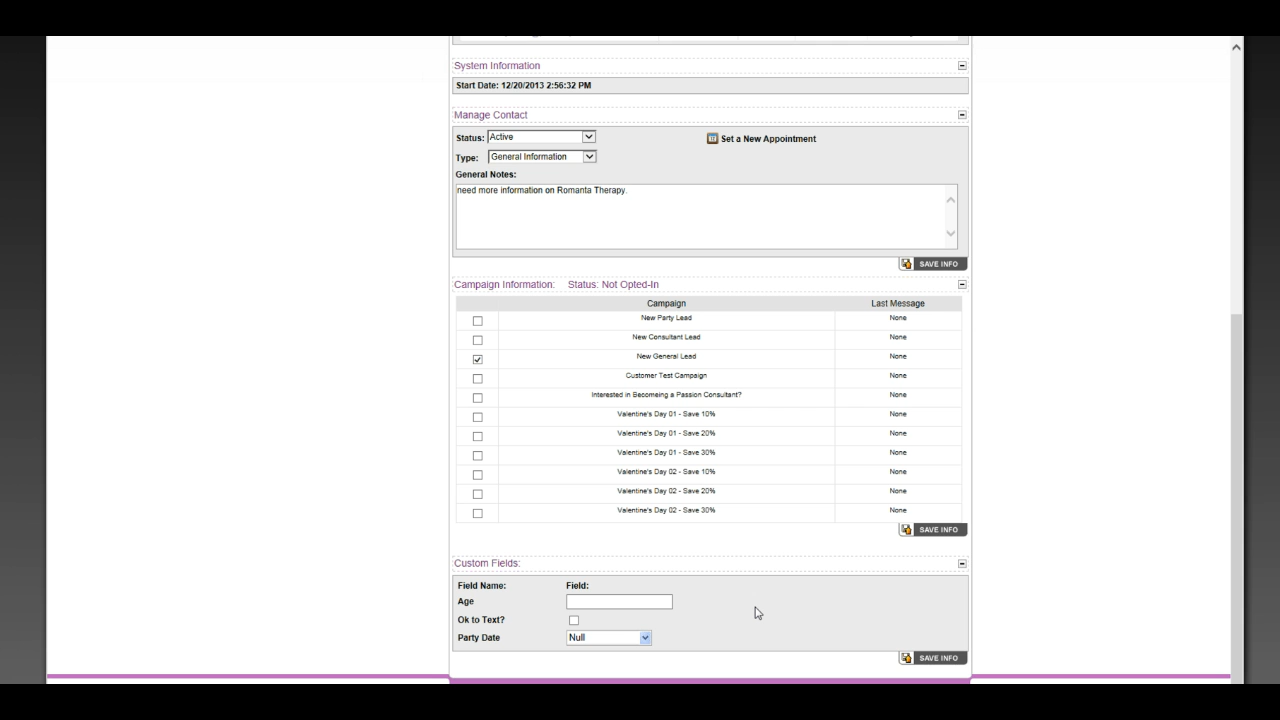 System Information
Start Date: 12/20/2013 2:56:32 PM
Manage Contact
Status: Active
Set a New Appointment
Type: General Information
General Notes:
need more information on Romanta Therapy.
SAVE INFO
Campaign Information: Status: Not Opted-In
Campaign Last Message
New Party Lead None
New Consultant Lead None
New General Lead None
Customer Test Campaign None
Interested in Becomeing a Passion Consultant? None
Valentine's Day 01 - Save 10% None
Valentine's Day 01 - Save 20% None
Valentine's Day 01 - Save 30% None
Valentine's Day 02 - Save 10% None
Valentine's Day 02 - Save 20% None
Valentine's Day 02 - Save 30% None
SAVE INFO
Custom Fields:
Field Name: Field:
Age
Ok to Text?
Party Date Null
SAVE INFO